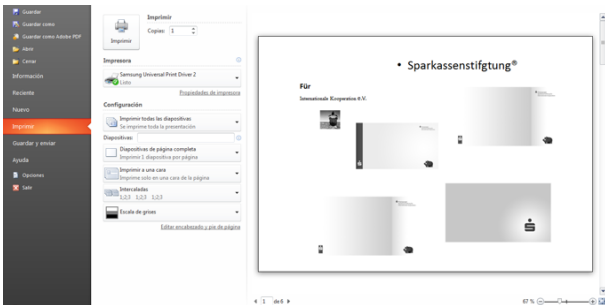 Guardar
Guardar como
Guardar como Adobe PDF
Abrir
Cerrar
Información
Reciente
Nuevo
Imprimir
Guardar y enviar
Ayuda
Opciones
Salir
Imprimir
Copias: 1
Imprimir
Impresora
Samsung Universal Print Driver 2
Listo
Propiedades de impresora
Configuración
Imprimir todas las diapositivas
Se imprime toda la presentación
Diapositivas:
Diapositivas de página completa
Imprimir 1 diapositiva por página
Imprimir a una cara
Imprime solo en una cara de la página
Intercaladas
1;2;3 1;2;3 1;2;3
Escala de grises
Editar encabezado y pie de página
• Sparkassenstifgtung®
Für
Internationale Kooperation e.V.
1 de 6
67 %